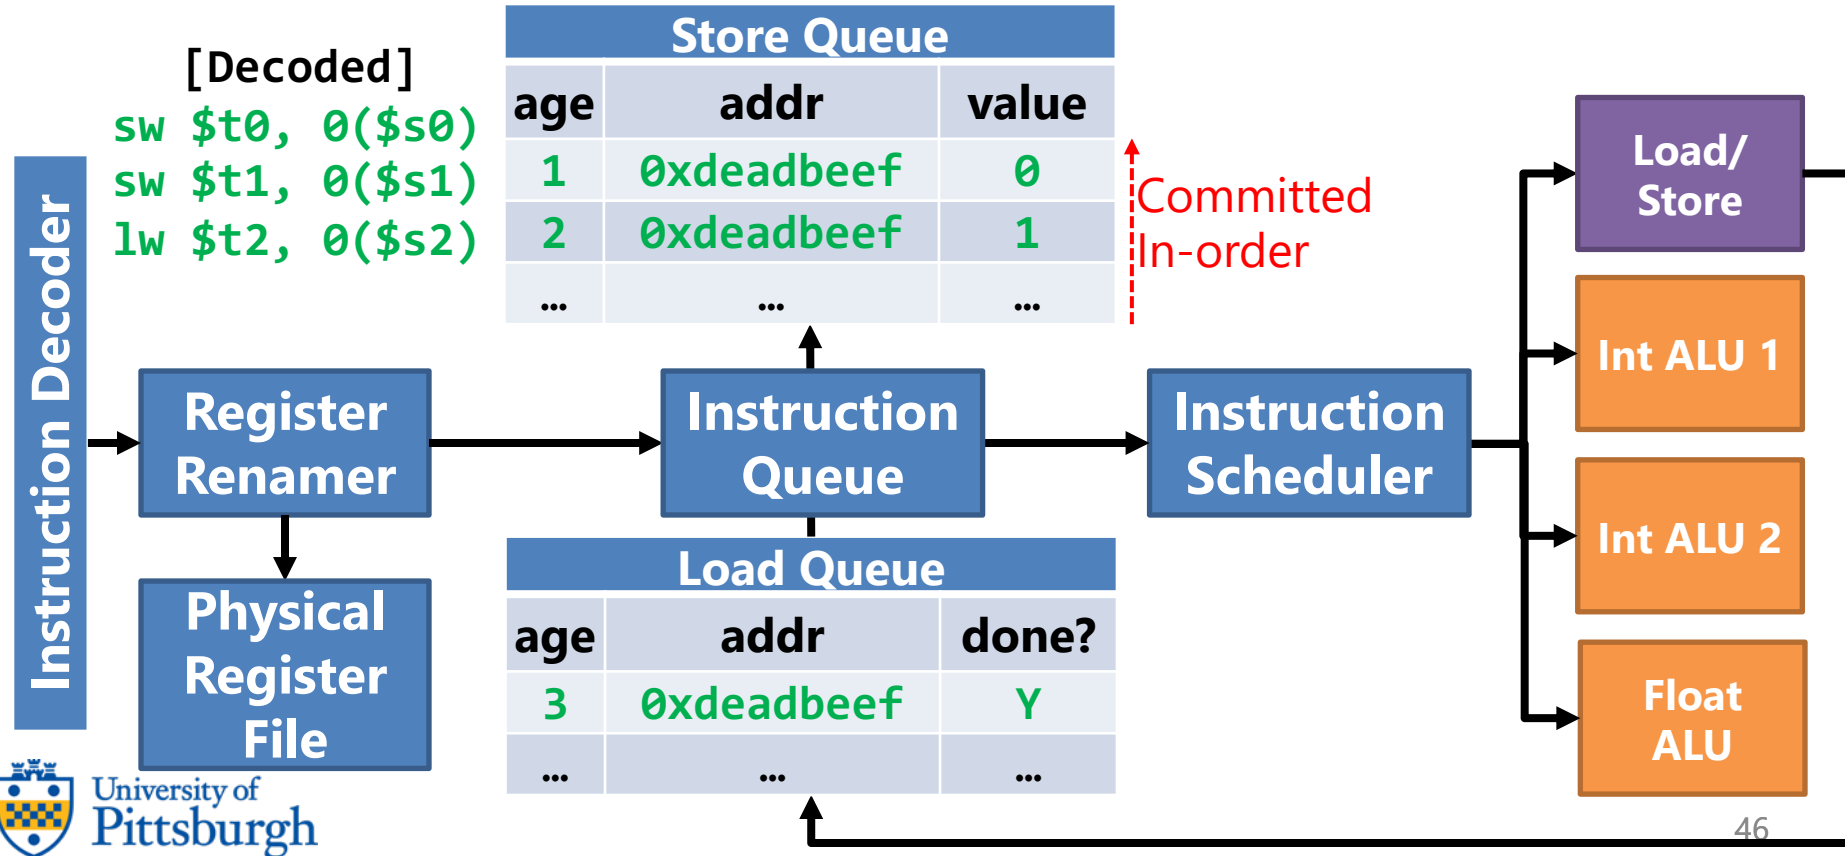 [Decoded]
sw $t0, 0($s0)
sw $t1, 0($s1)
lw $t2, 0($s2)
Store Queue
age addr value
1 0xdeadbeef 0
2 0xdeadbeef 1
… … …
Committed
In-order
Instruction Decoder
Register
Renamer
Physical
Register
File
Instruction
Queue
Load Queue
age addr done?
3 0xdeadbeef Y
… … …
Instruction
Scheduler
Load/
Store
Int ALU 1
Int ALU 2
Float
ALU
University of
Pittsburgh
46